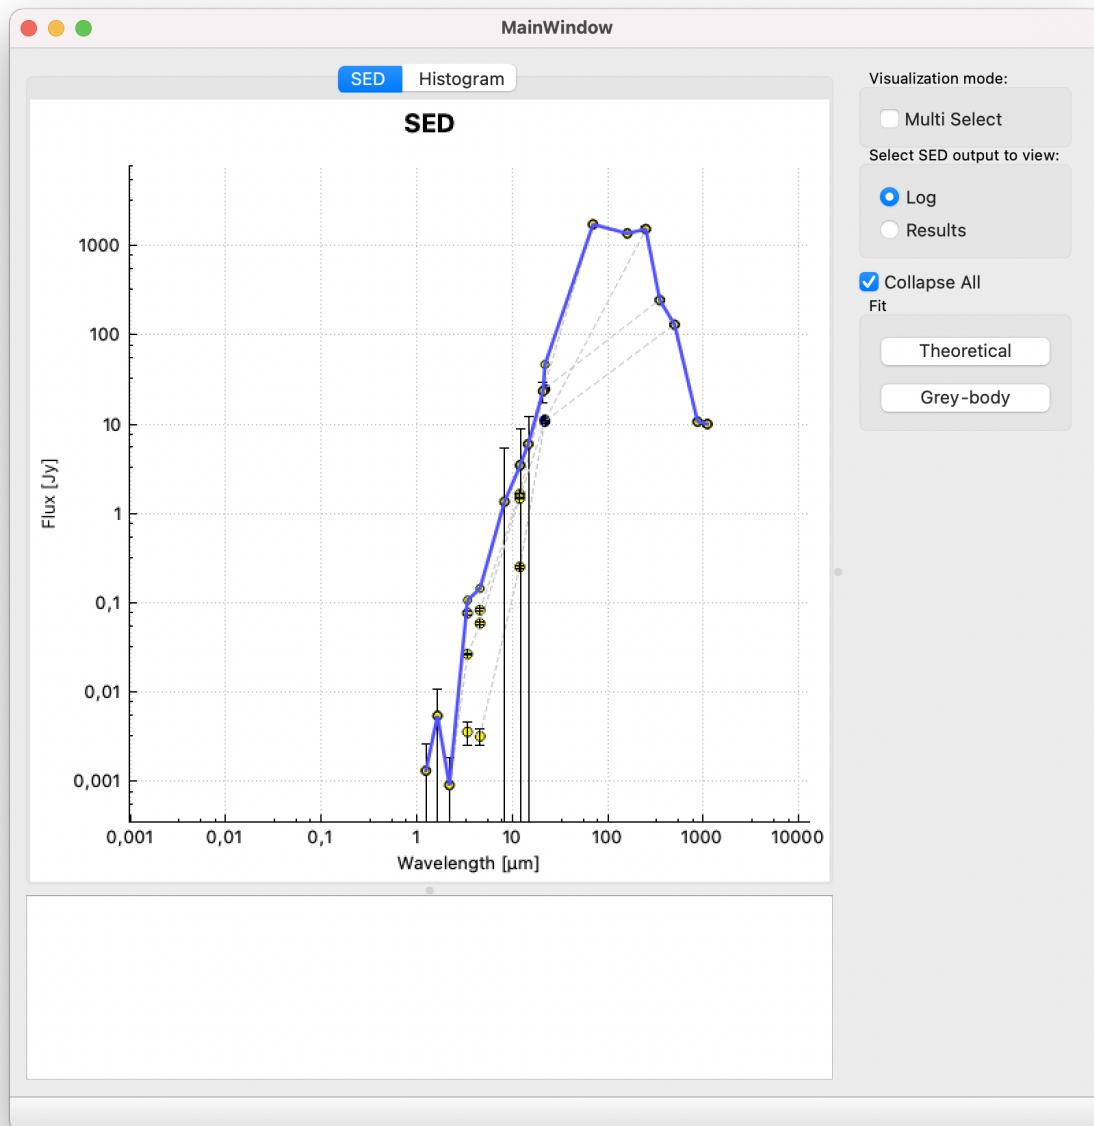 MainWindow
SED Histogram
SED
1000
100
10
1
0,1
0,01
0,001
Flux [Jy]
0,001 0,01 0,1 1 10 100 1000 10000
Wavelength [μm]
Visualization mode:
Multi Select
Select SED output to view:
Log
Results
Collapse All
Fit
Theoretical
Grey-body